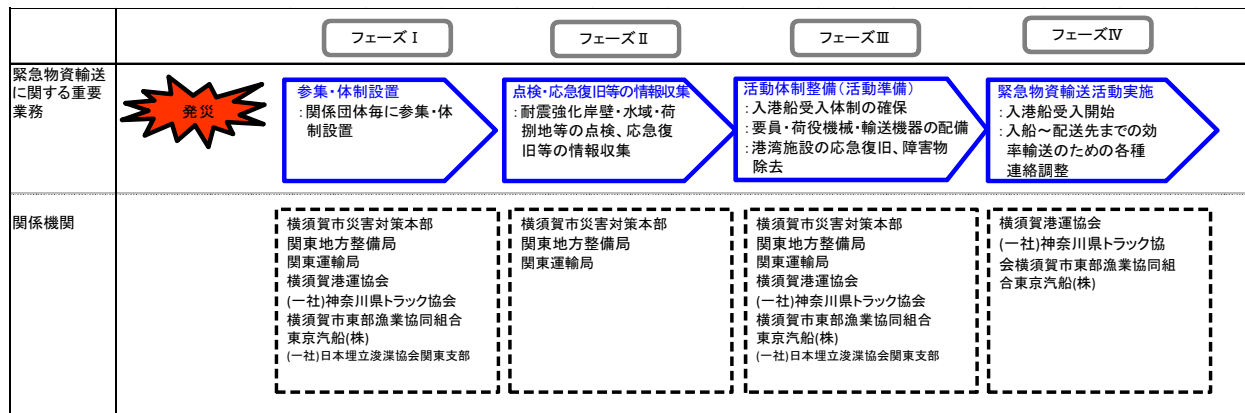 フェーズⅠ
フェーズⅡ
フェーズⅢ
フェーズⅣ
緊急物資輸送
に関する重要
業務
発災
参集・体制設置
:関係団体毎に参集・体
制設置
点検・応急復旧等の情報収集
:耐震強化岸壁・水域・荷
捌地等の点検、応急復
旧等の情報収集
活動体制整備(活動準備)
:入港船受入体制の確保
:要員・荷役機械・輸送機器の配備
:港湾施設の応急復旧、障害物
除去
緊急物資輸送活動実施
:入港船受入開始
:入船～配送先までの効
率輸送のための各種
連絡調整
関係機関
横須賀市災害対策本部
関東地方整備局
関東運輸局
横須賀港運協会
(一社)神奈川県トラック協会
横須賀市東部漁業協同組合
東京汽船(株)
(一社)日本埋立浚渫協会関東支部
横須賀市災害対策本部
関東地方整備局
関東運輸局
横須賀市災害対策本部
関東地方整備局
関東運輸局
横須賀港運協会
(一社)神奈川県トラック協会
横須賀市東部漁業協同組合
東京汽船(株)
(一社)日本埋立浚渫協会関東支部
横須賀港運協会
(一社)神奈川県トラック協
会横須賀市東部漁業協同組
合東京汽船(株)